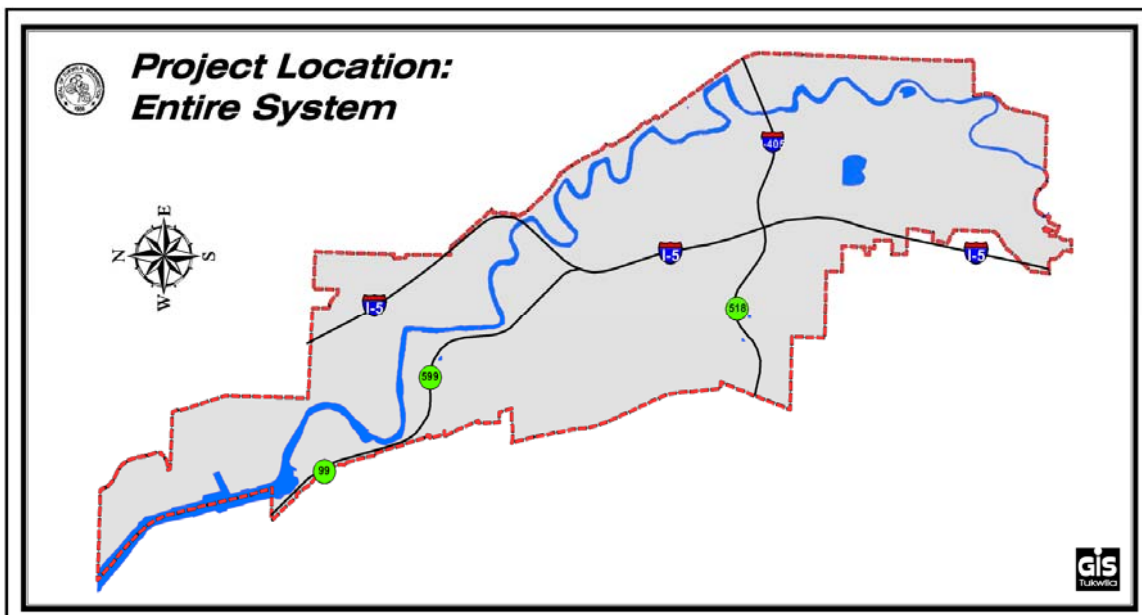 Project Location:
Entire System
I-405
E
N
S
W
I-5
I-5
I-5
518
599
99
GIS
Tukwila